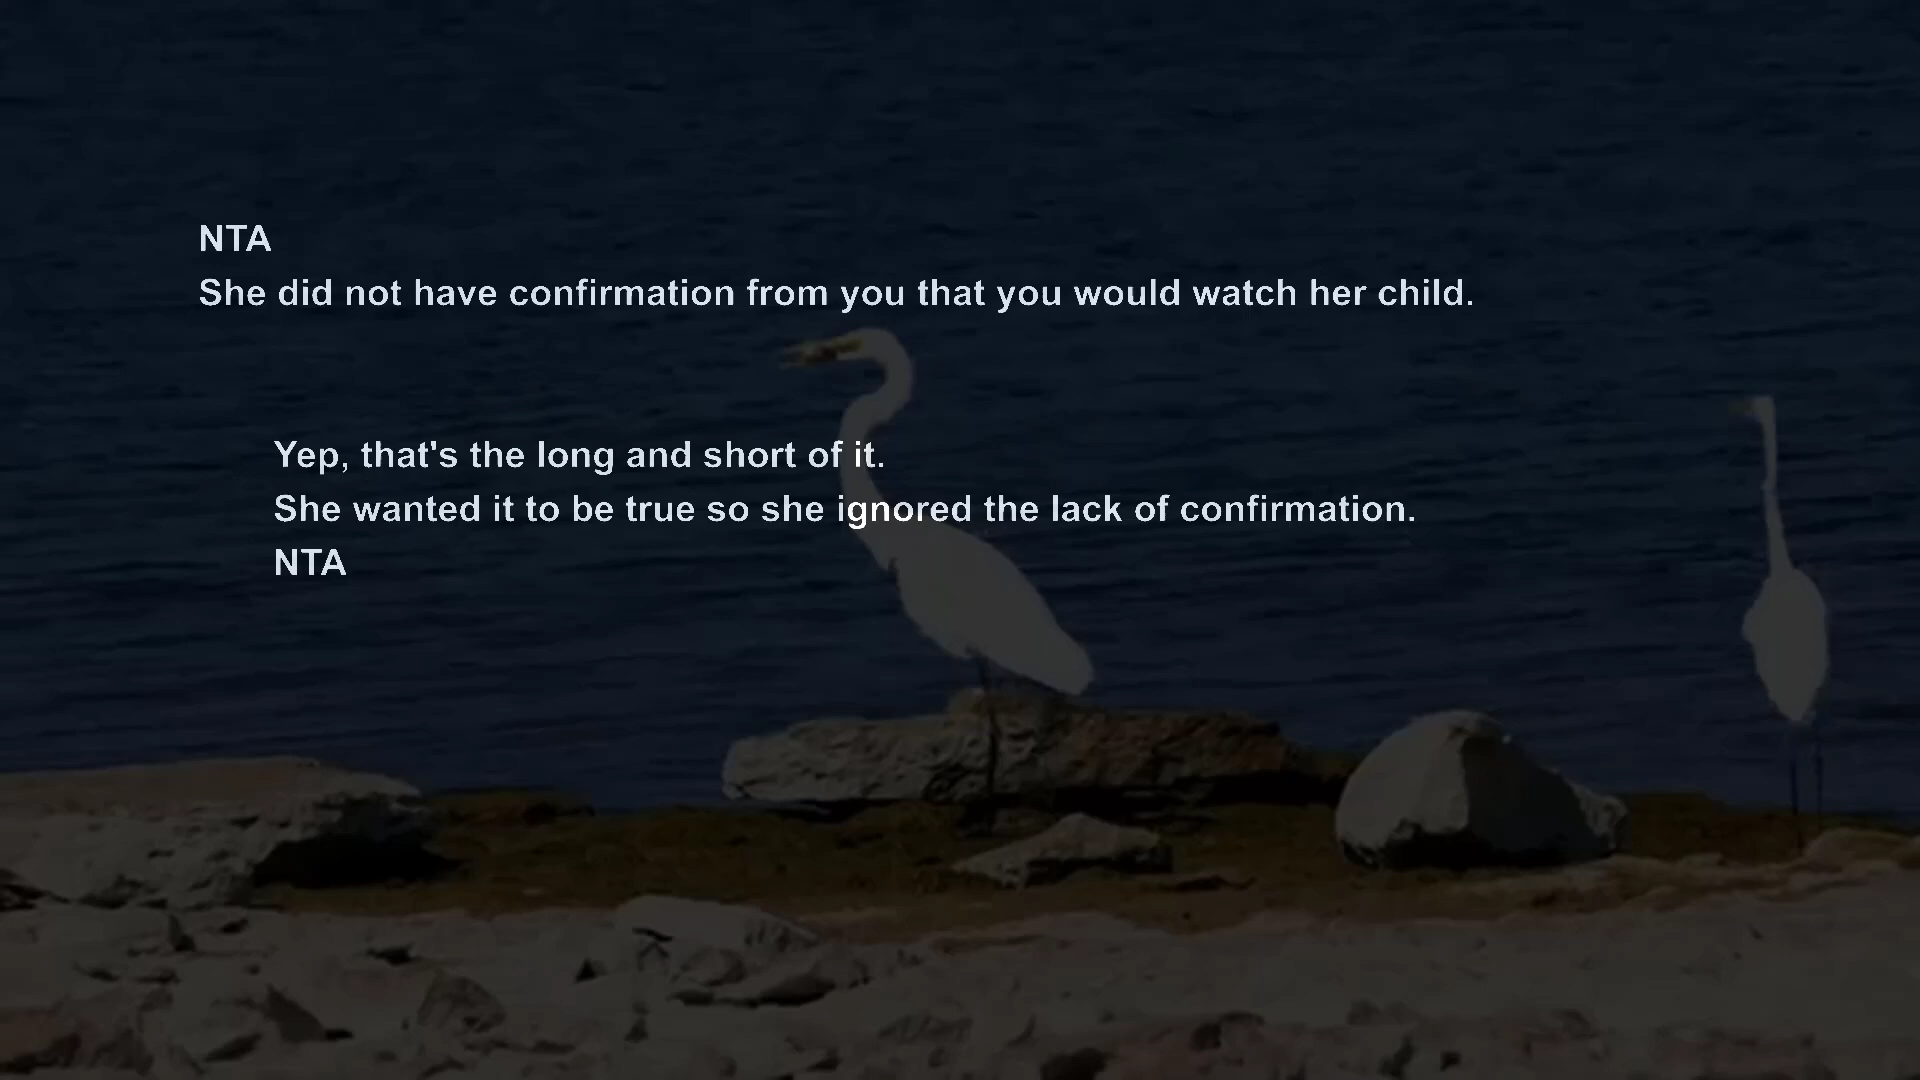 NTA
She did not have confirmation from you that you would watch her child.
Yep, that's the long and short of it.
She wanted it to be true so she ignored the lack of confirmation.
NTA